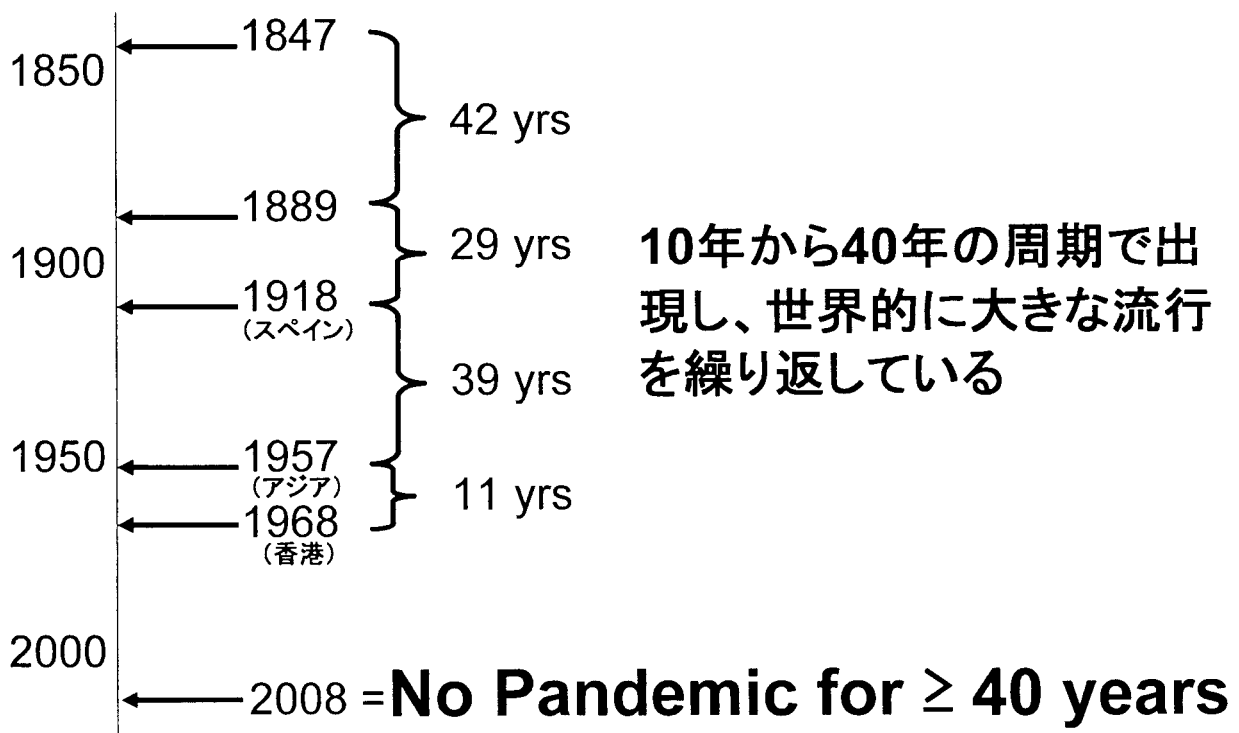 1847
1850
42 yrs
1889
29 yrs
1900
1918
(スペイン)
10年から40年の周期で出
現し、世界的に大きな流行
を繰り返している
39 yrs
1950
1957
(アジア)
11 yrs
1968
(香港)
2000
2008 =No Pandemic for ≥ 40 years